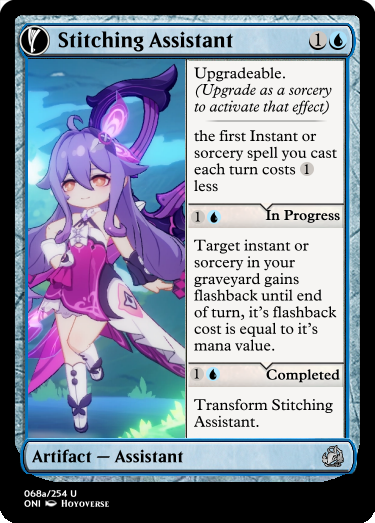 Stitching Assistant 1
Upgradeable.
(Upgrade as a sorcery
to activate that effect)
the first Instant or
sorcery spell you cast
each turn costs 1
less
1 In Progress
Target instant or
sorcery in your
graveyard gains
flashback until end
of turn, it's flashback
cost is equal to it's
mana value.
1 Completed
Transform Stitching
Assistant.
Artifact — Assistant
068a/254 U
ONI Hoyoverse